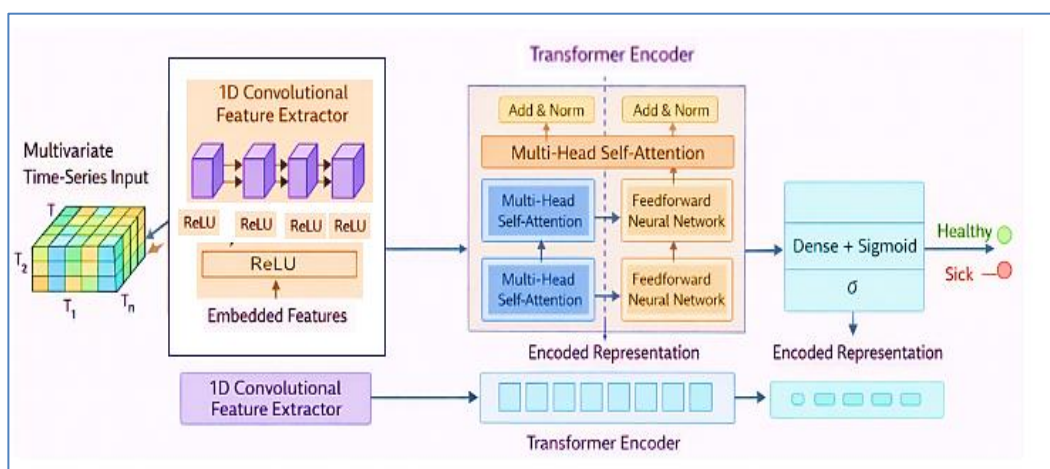 Transformer Encoder
1D Convolutional
Feature Extractor
Add & Norm
Add & Norm
Multi-Head Self-Attention
Multivariate
Time-Series Input
Multi-Head
Self-Attention
Feedforward
Neural Network
ReLU
ReLU
ReLU
ReLU
T
T2
T1
Tn
ReLU
Embedded Features
Multi-Head
Self-Attention
Feedforward
Neural Network
Dense + Sigmoid
σ
Healthy
Sick
Encoded Representation
Encoded Representation
1D Convolutional
Feature Extractor
Transformer Encoder